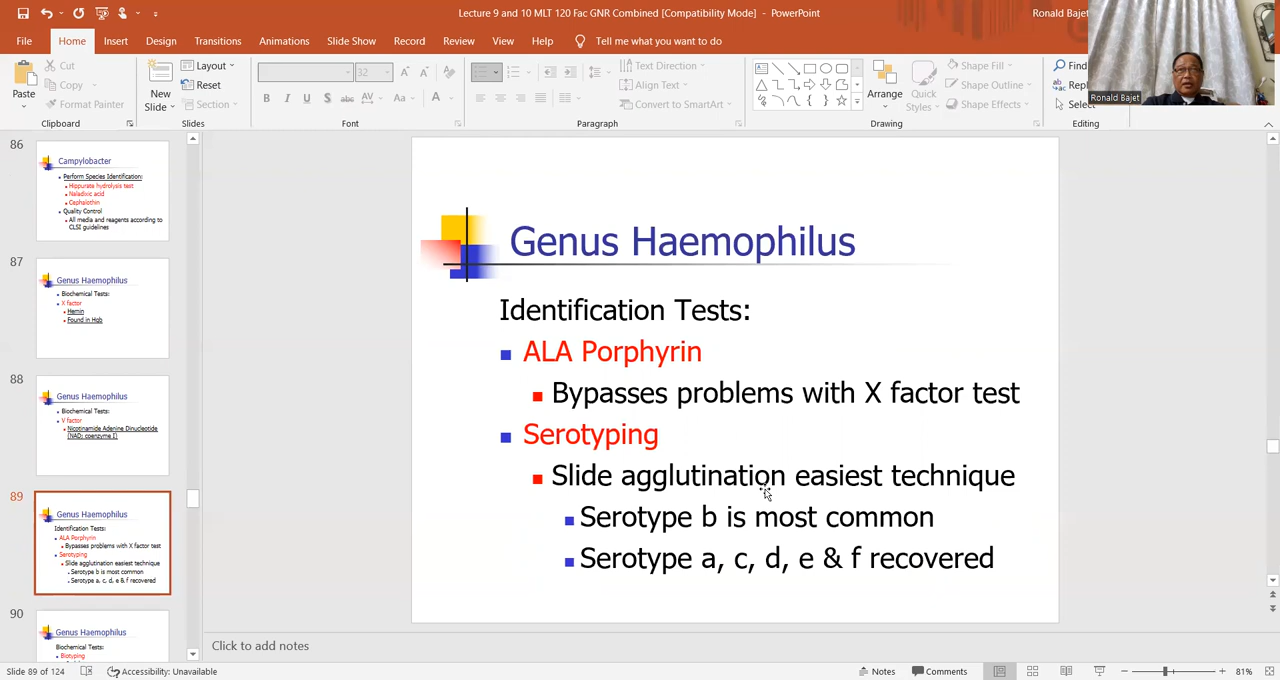 Lecture 9 and 10 MLT 120 Fac GNR Combined [Compatibility Mode] - PowerPoint
Ronald Bajet
File Home Insert Design Transitions Animations Slide Show Record Review View Help Tell me what you want to do
Paste
Cut
Copy
Format Painter
Clipboard
New
Slide
Layout
Reset
Section
Slides
32
B I U S abc AV Aa A
Font
Text Direction
Align Text
Convert to SmartArt
Paragraph
Arrange
Quick
Styles
Shape Fill
Shape Outline
Shape Effects
Drawing
Find
Repl
Select
Editing
Ronald Bajet
86
Campylobacter
Perform Species Identification:
Hippurate hydrolysis test
Naladixic acid
Cephalothin
Quality Control
All media and reagents according to
CLSI guidelines
87
Genus Haemophilus
Biochemical Tests:
X factor
Hemin
Found in Hgb
88
Genus Haemophilus
Biochemical Tests:
V factor
Nicotinamide Adenine Dinucleotide
(NAD: coenzyme I)
89
Genus Haemophilus
Identification Tests:
ALA Porphyrin
Bypasses problems with X factor test
Serotyping
Slide agglutination easiest technique
Serotype b is most common
Serotype a, c, d, e & f recovered
90
Genus Haemophilus
Biochemical Tests:
Biotyping
Genus Haemophilus
Identification Tests:
ALA Porphyrin
Bypasses problems with X factor test
Serotyping
Slide agglutination easiest technique
Serotype b is most common
Serotype a, c, d, e & f recovered
Click to add notes
Slide 89 of 124 Accessibility: Unavailable Notes Comments 81%